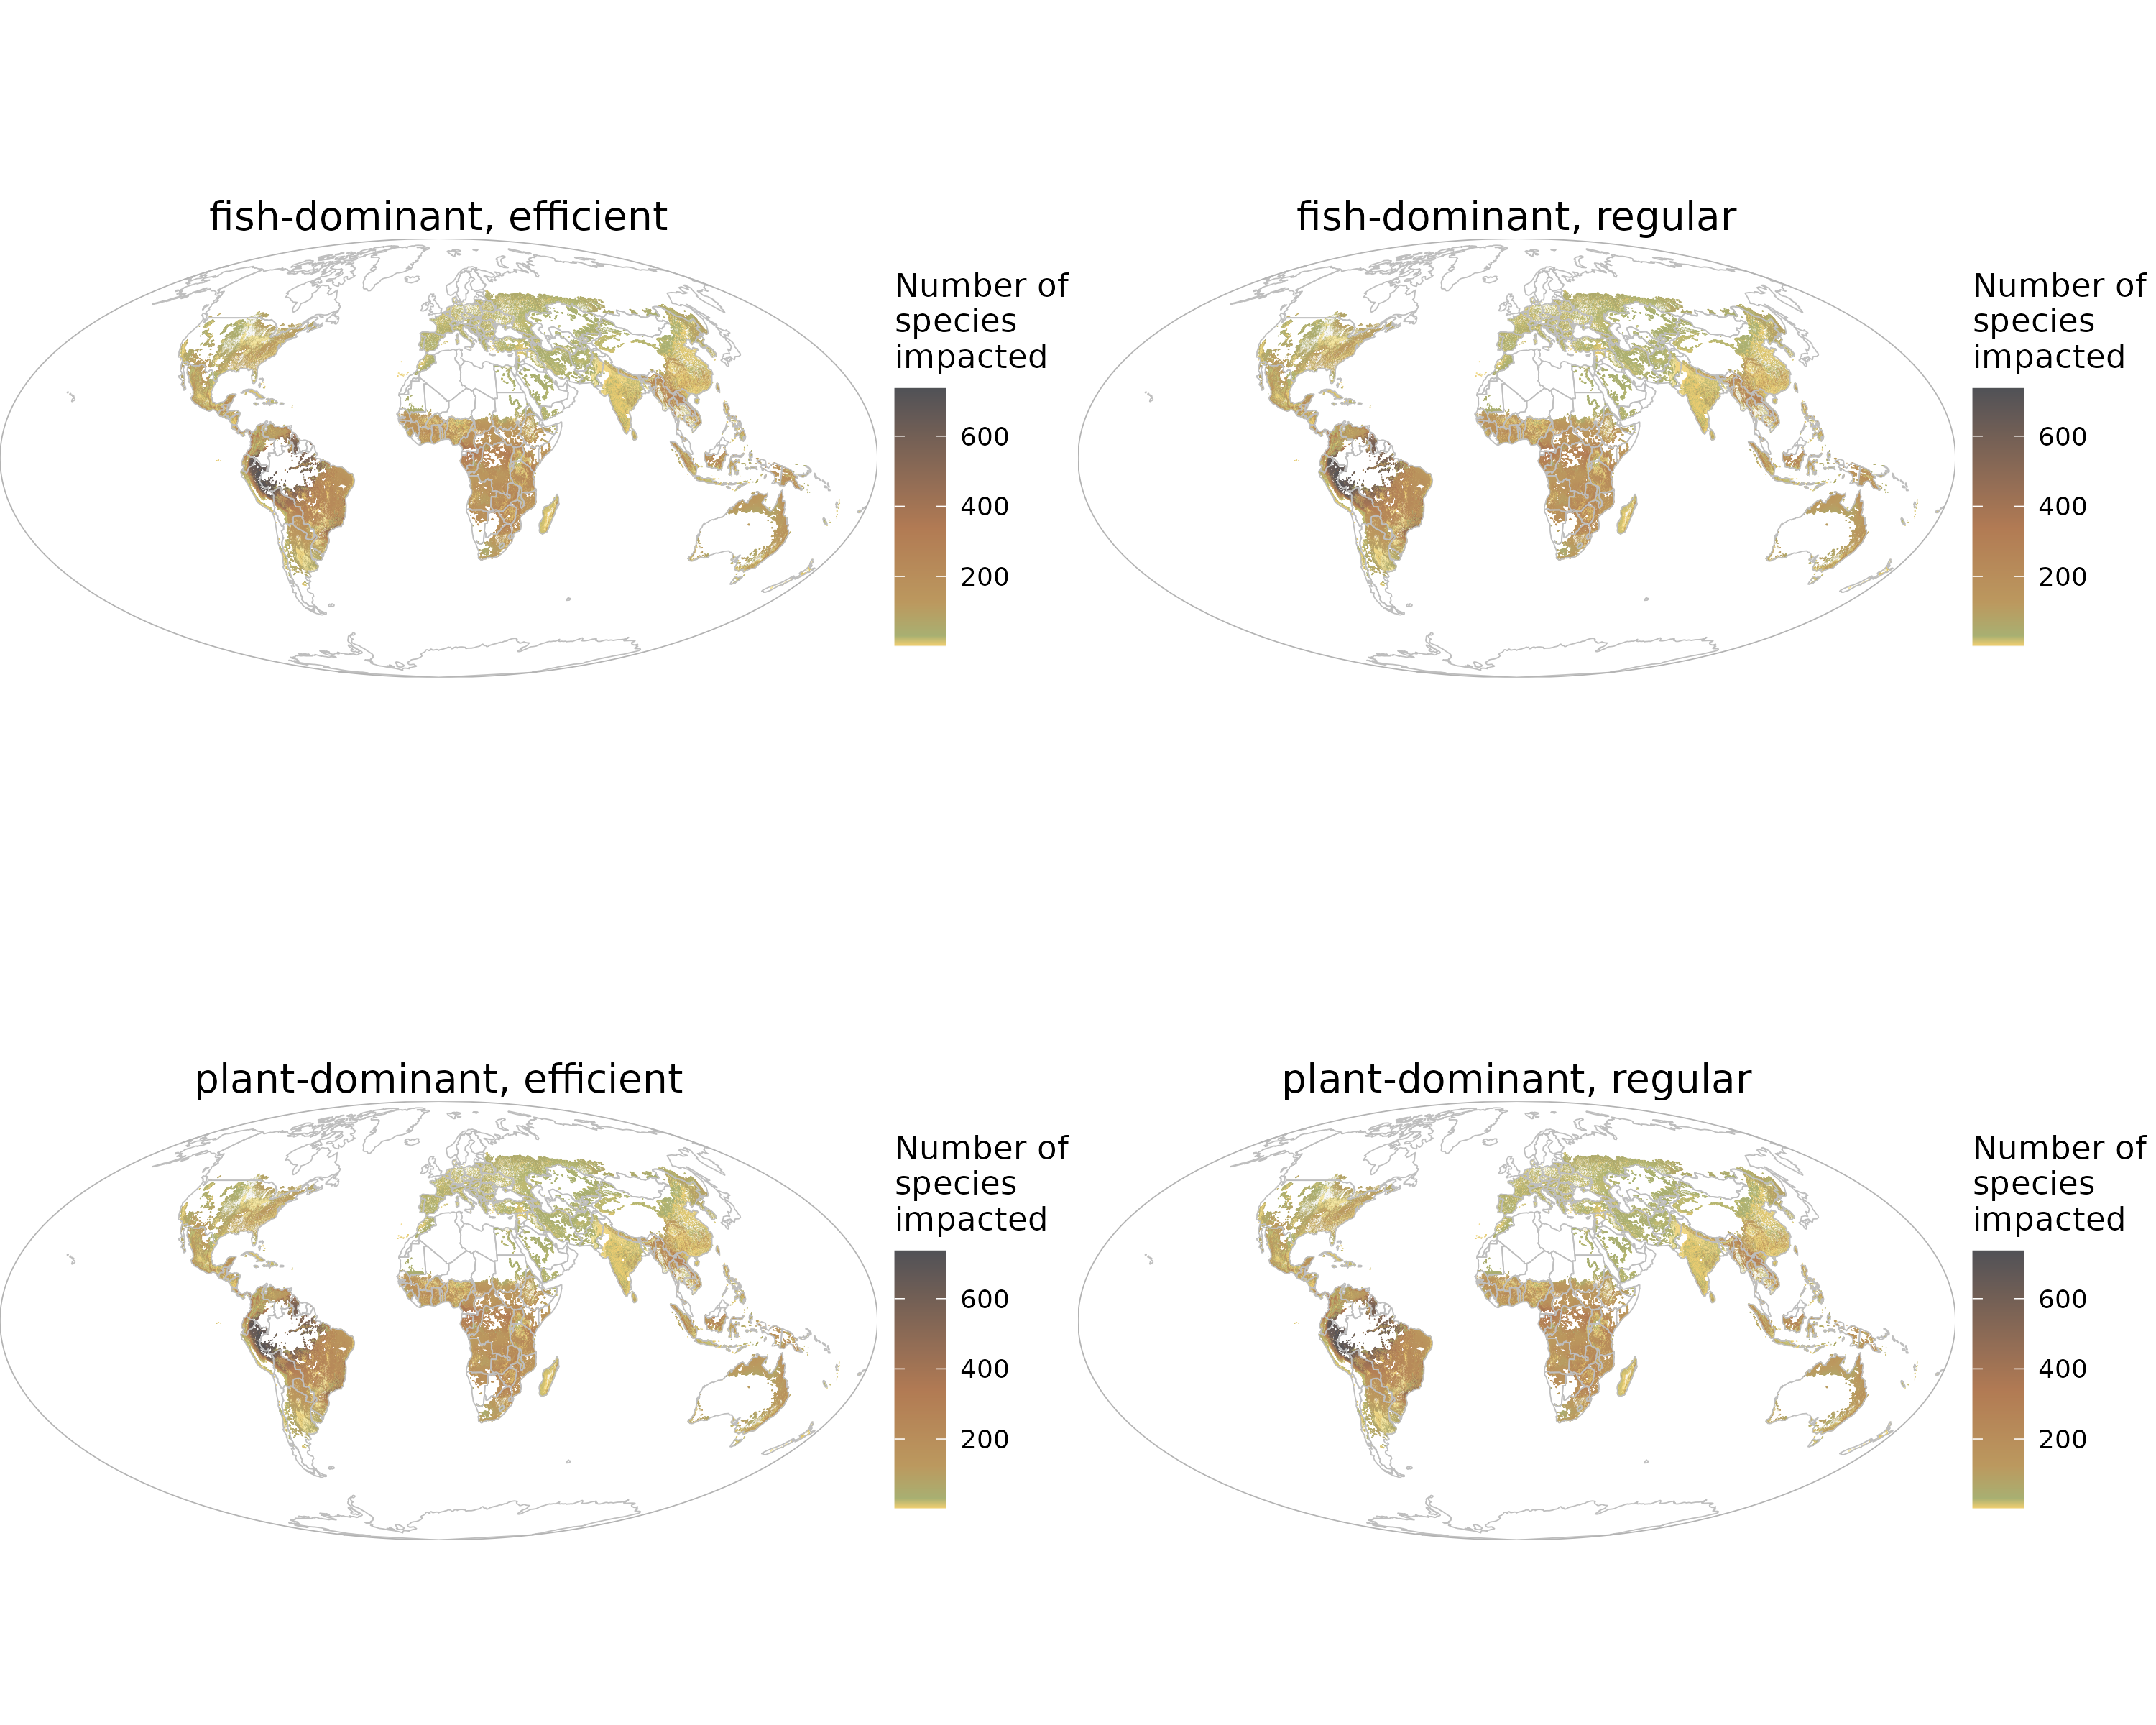 fish-dominant, efficient
Number of
species
impacted
600
400
200
fish-dominant, regular
Number of
species
impacted
600
400
200
plant-dominant, efficient
Number of
species
impacted
600
400
200
plant-dominant, regular
Number of
species
impacted
600
400
200